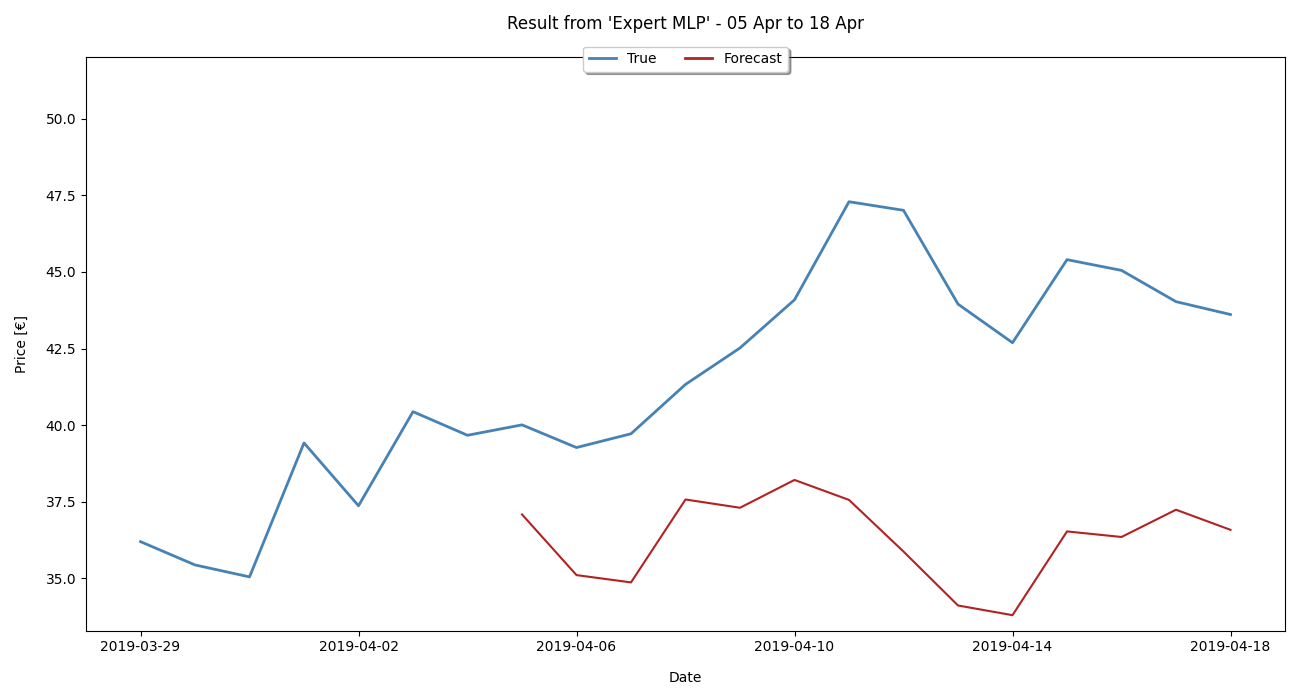 Result from 'Expert MLP' - 05 Apr to 18 Apr
True Forecast
50.0
47.5
45.0
42.5
40.0
37.5
35.0
Price [€]
2019-03-29 2019-04-02 2019-04-06 2019-04-10 2019-04-14 2019-04-18
Date